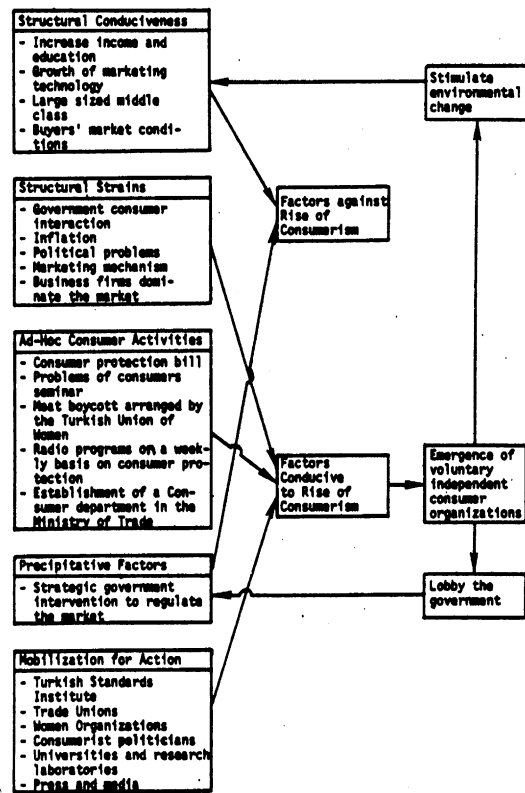 Structural Conduciveness
- Increase income and
education
- Growth of marketing
technology
- Large sized middle
class
- Buyers' market condi-
tions
Structural Strains
- Government consumer
interaction
- Inflation
- Political problems
- Marketing mechanism
- Business firms domi-
nate the market
Ad-Hoc Consumer Activities
- Consumer protection bill
- Problems of consumers
seminar
- Meat boycott arranged by
the Turkish Union of
Women
- Radio programs on a week-
ly basis on consumer pro-
tection
- Establishment of a Con-
sumer department in the
Ministry of Trade
Precipitative Factors
- Strategic government
intervention to regulate
the market
Mobilization for Action
- Turkish Standards
Institute
- Trade Unions
- Women Organizations
- Consumerist politicians
- Universities and research
laboratories
- Press and media
Factors against
Rise of
Consumerism
Factors
Conducive
to Rise of
Consumerism
Stimulate
environmental
change
Emergence of
voluntary
independent
consumer
organizations
Lobby the
government